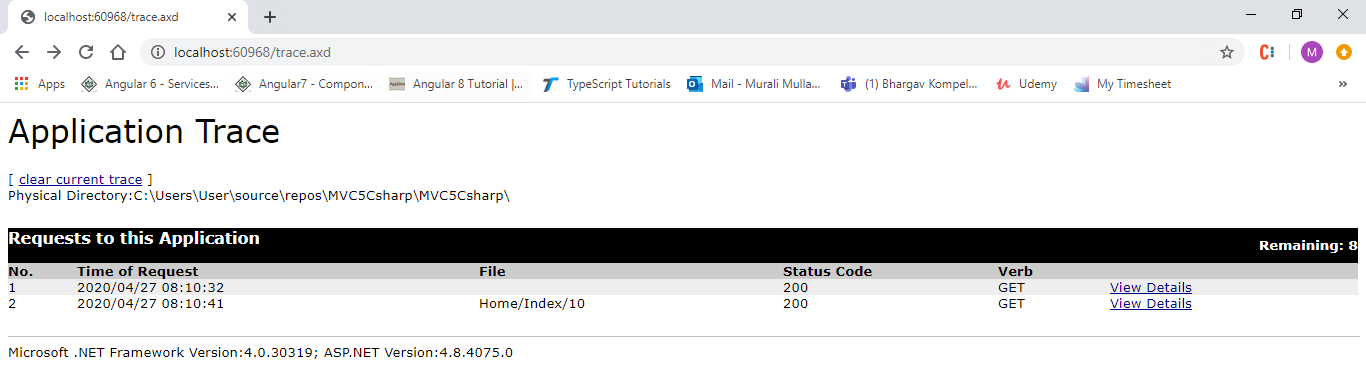 localhost:60968/trace.axd
localhost:60968/trace.axd
M
Apps Angular 6 - Services... Angular7 - Compon... Angular 8 Tutorial |... TypeScript Tutorials Mail - Murali Mulla... (1) Bhargav Kompel... Udemy My Timesheet »
Application Trace
[ clear current trace ]
Physical Directory:C:\Users\User\source\repos\MVC5Csharp\MVC5Csharp\
Requests to this Application Remaining: 8
No. Time of Request File Status Code Verb
1 2020/04/27 08:10:32 200 GET View Details
2 2020/04/27 08:10:41 Home/Index/10 200 GET View Details
Microsoft .NET Framework Version:4.0.30319; ASP.NET Version:4.8.4075.0